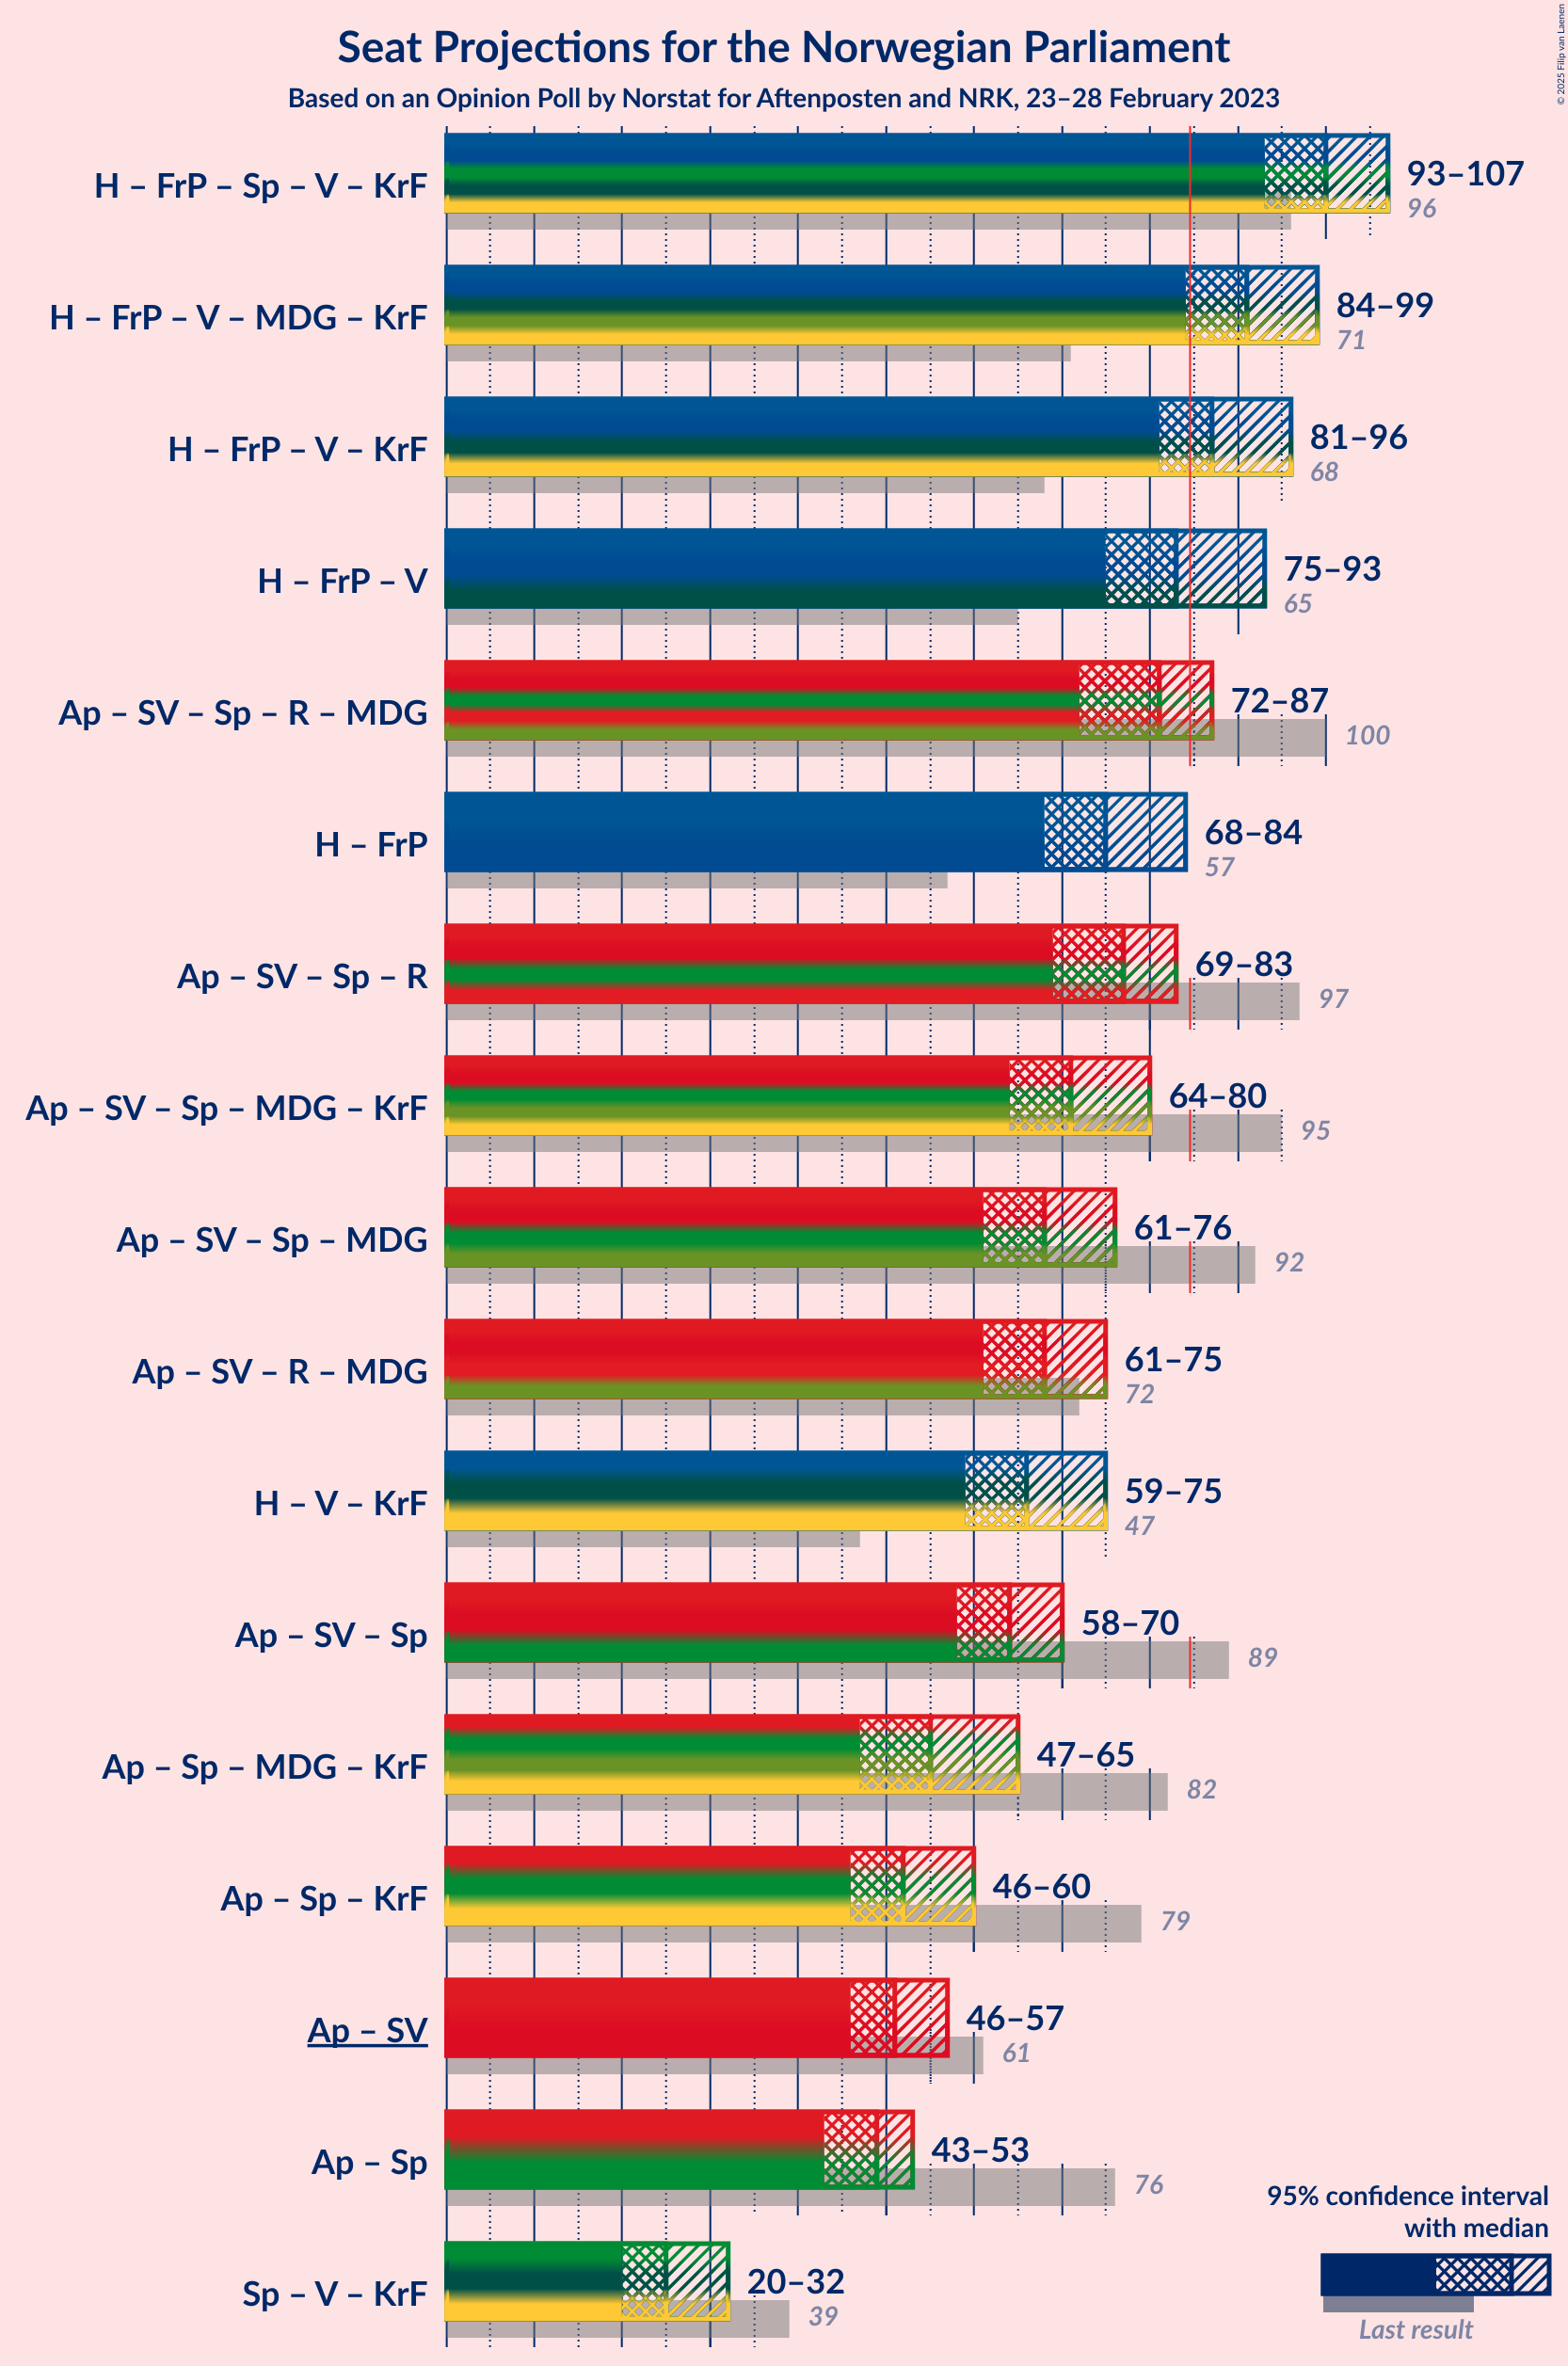 Seat Projections for the Norwegian Parliament
Based on an Opinion Poll by Norstat for Aftenposten and NRK, 23–28 February 2023
© 2025 Filip van Laenen
H – FrP – Sp – V – KrF
93–107
96
H – FrP – V – MDG – KrF
84–99
71
H – FrP – V – KrF
81–96
68
H – FrP – V
75–93
65
Ap – SV – Sp – R – MDG
72–87
100
H – FrP
68–84
57
Ap – SV – Sp – R
69–83
97
Ap – SV – Sp – MDG – KrF
64–80
95
Ap – SV – Sp – MDG
61–76
92
Ap – SV – R – MDG
61–75
72
H – V – KrF
59–75
47
Ap – SV – Sp
58–70
89
Ap – Sp – MDG – KrF
47–65
82
Ap – Sp – KrF
46–60
79
Ap – SV
46–57
61
Ap – Sp
43–53
76
Sp – V – KrF
20–32
39
95% confidence interval
with median
Last result